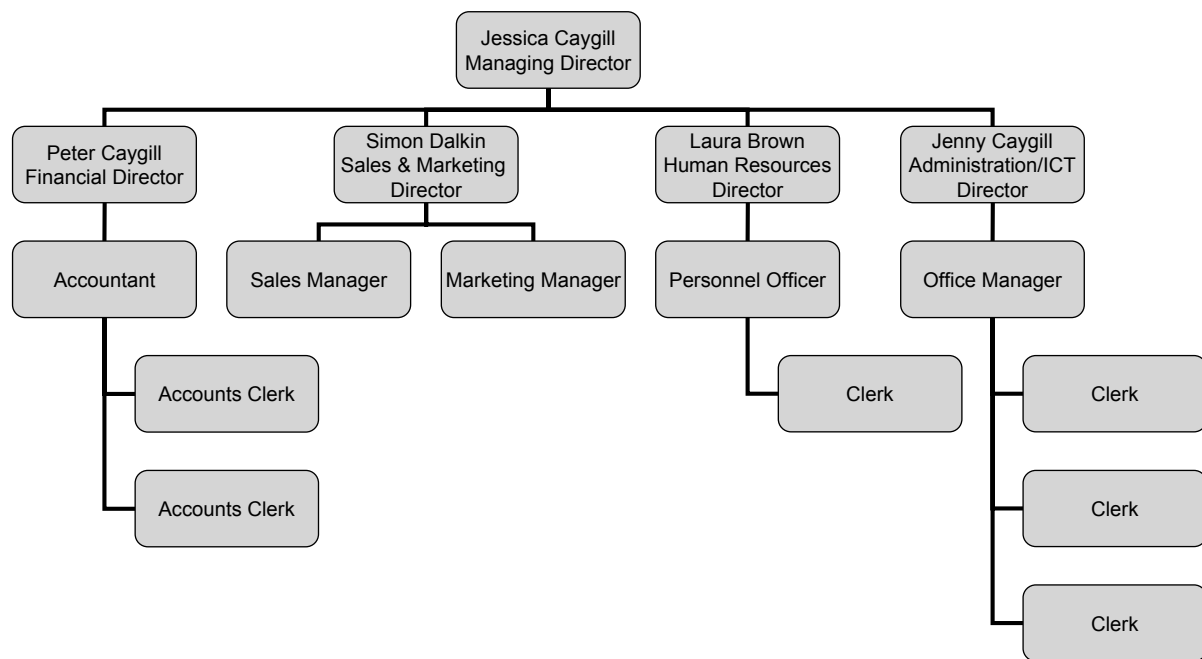 Jessica Caygill
Managing Director
Peter Caygill
Financial Director
Simon Dalkin
Sales & Marketing
Director
Laura Brown
Human Resources
Director
Jenny Caygill
Administration/ICT
Director
Accountant
Sales Manager
Marketing Manager
Personnel Officer
Office Manager
Accounts Clerk
Clerk
Clerk
Accounts Clerk
Clerk
Clerk